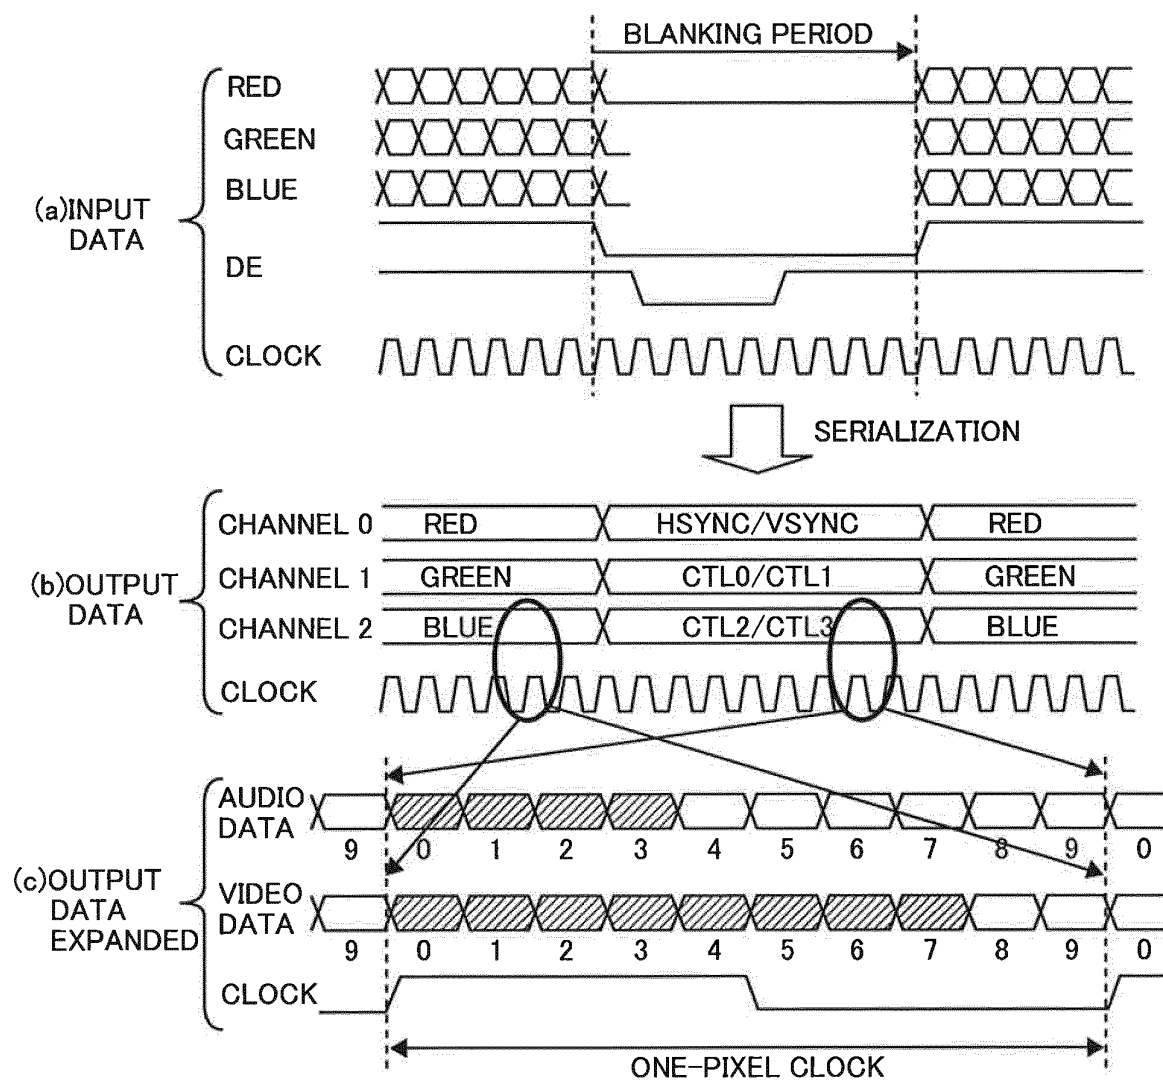 BLANKING PERIOD
RED
GREEN
BLUE
(a)INPUT
DATA
DE
CLOCK
SERIALIZATION
CHANNEL 0 RED HSYNC/VSYNC RED
CHANNEL 1 GREEN CTL0/CTL1 GREEN
(b)OUTPUT
DATA
CHANNEL 2 BLUE CTL2/CTL3 BLUE
CLOCK
AUDIO
DATA
9 0 1 2 3 4 5 6 7 8 9 0
(c)OUTPUT
DATA
EXPANDED
VIDEO
DATA
9 0 1 2 3 4 5 6 7 8 9 0
CLOCK
ONE-PIXEL CLOCK